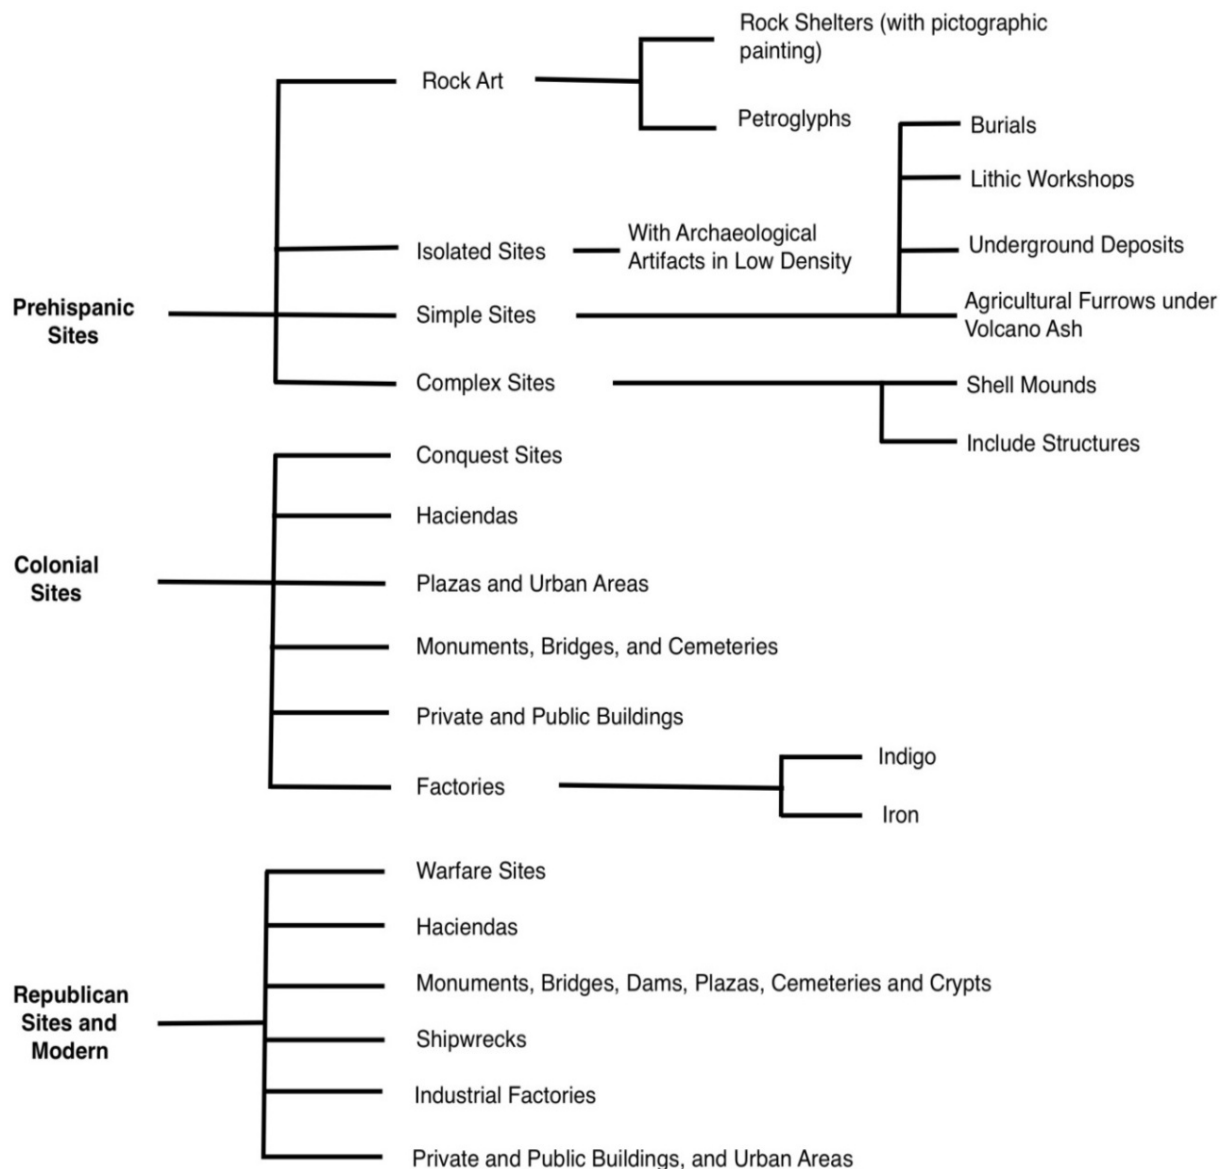 Prehispanic
Sites
Rock Art
Rock Shelters (with pictographic
painting)
Petroglyphs
Isolated Sites
With Archaeological
Artifacts in Low Density
Simple Sites
Burials
Lithic Workshops
Underground Deposits
Agricultural Furrows under
Volcano Ash
Complex Sites
Shell Mounds
Include Structures
Colonial
Sites
Conquest Sites
Haciendas
Plazas and Urban Areas
Monuments, Bridges, and Cemeteries
Private and Public Buildings
Factories
Indigo
Iron
Republican
Sites and
Modern
Warfare Sites
Haciendas
Monuments, Bridges, Dams, Plazas, Cemeteries and Crypts
Shipwrecks
Industrial Factories
Private and Public Buildings, and Urban Areas